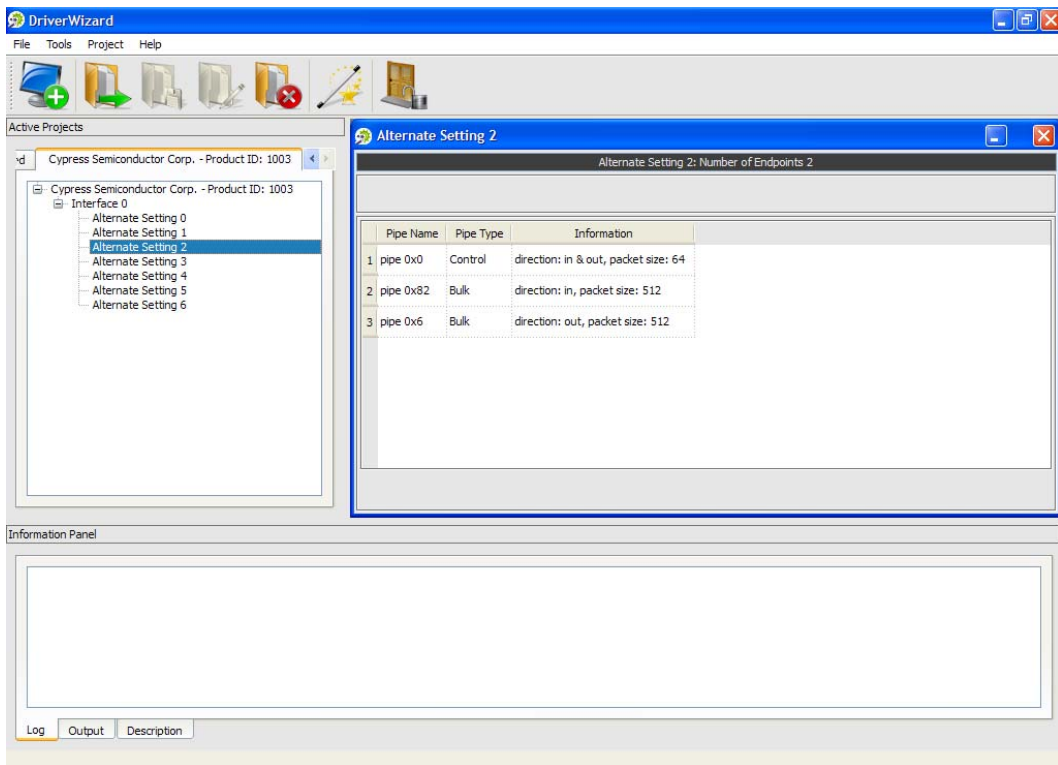 DriverWizard
File Tools Project Help
Active Projects
Cypress Semiconductor Corp. - Product ID: 1003
Cypress Semiconductor Corp. - Product ID: 1003
Interface 0
Alternate Setting 0
Alternate Setting 1
Alternate Setting 2
Alternate Setting 3
Alternate Setting 4
Alternate Setting 5
Alternate Setting 6
Alternate Setting 2
Alternate Setting 2: Number of Endpoints 2
Pipe Name Pipe Type Information
1 pipe 0x0 Control direction: in & out, packet size: 64
2 pipe 0x82 Bulk direction: in, packet size: 512
3 pipe 0x6 Bulk direction: out, packet size: 512
Information Panel
Log Output Description